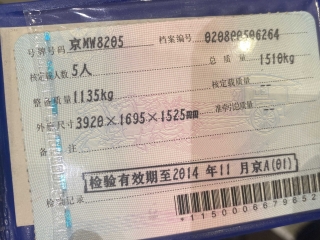 号牌号码 京MW8205 档案编号 020800506264
核定载人数 5人 总质量 1510kg
整备质量 1135kg 核定载质量 --
外廓尺寸 3920×1695×1525mm 准牵引总质量 --
备注
检验有效期至2014年11月京A(01)
检验记录
*1150006679652